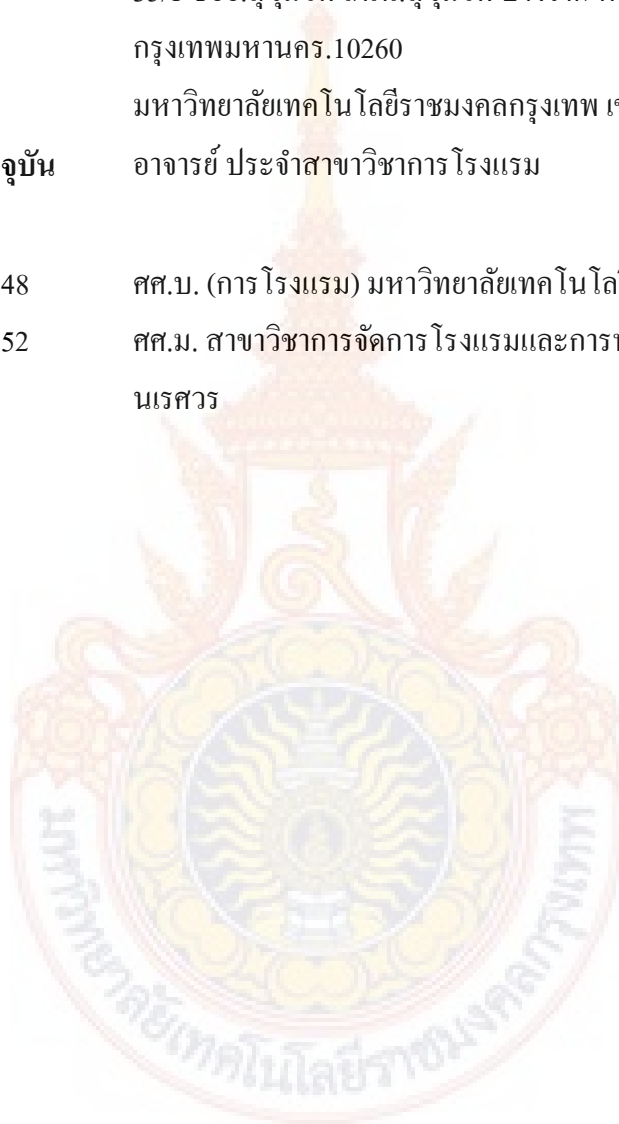 กรุงเทพมหานคร.10260
มหาวิทยาลัยเทคโนโลยีราชมงคลกรุงเทพ
จุบัน อาจารย์ ประจำสาขาวิชาการโรงแรม
48 ศศ.บ. (การโรงแรม) มหาวิทยาลัยเทคโนโลยี
52 ศศ.ม. สาขาวิชาการจัดการโรงแรมและการ
นเรศวร
มหาวิทยาลัยเทคโนโลยีราชมงคลกรุงเทพ